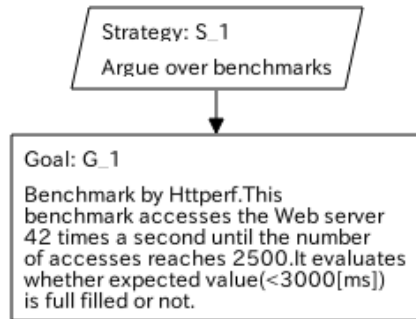 Strategy: S_1
Argue over benchmarks
Goal: G_1
Benchmark by Httperf.This
benchmark accesses the Web server
42 times a second until the number
of accesses reaches 2500.It evaluates
whether expected value(<3000[ms])
is full filled or not.